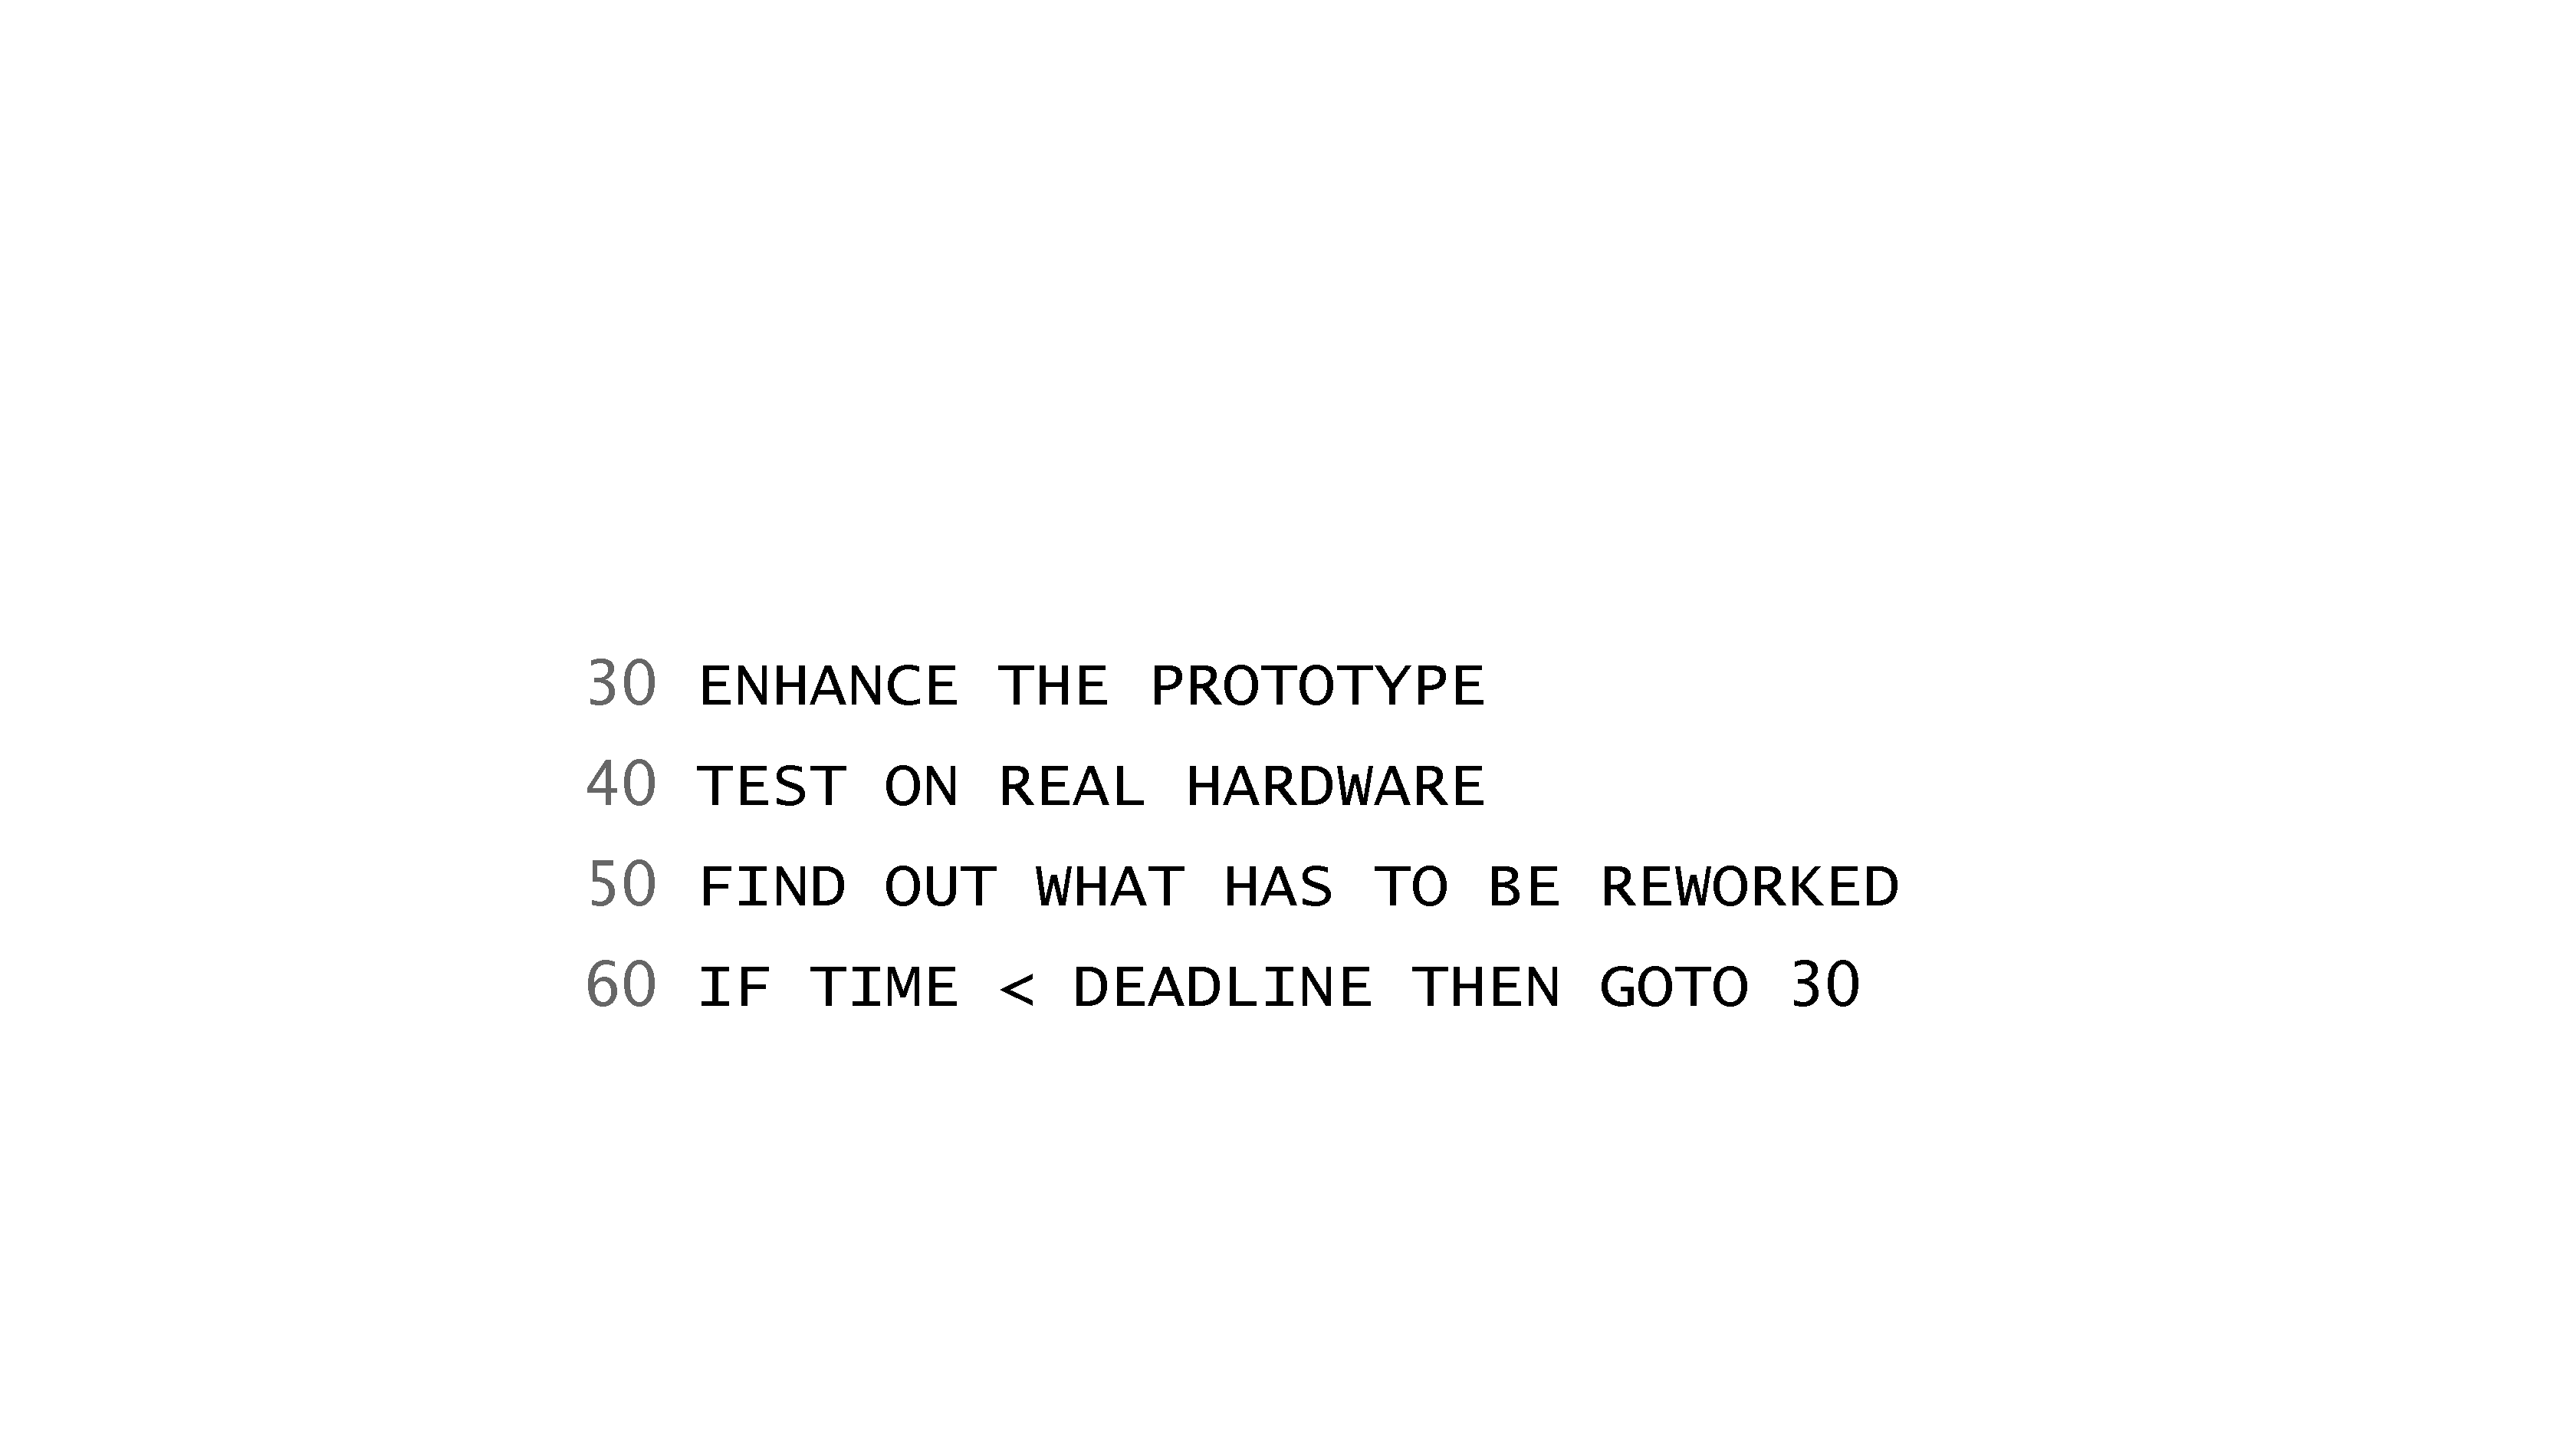 30 ENHANCE THE PROTOTYPE
40 TEST ON REAL HARDWARE
50 FIND OUT WHAT HAS TO BE REWORKED
60 IF TIME < DEADLINE THEN GOTO 30